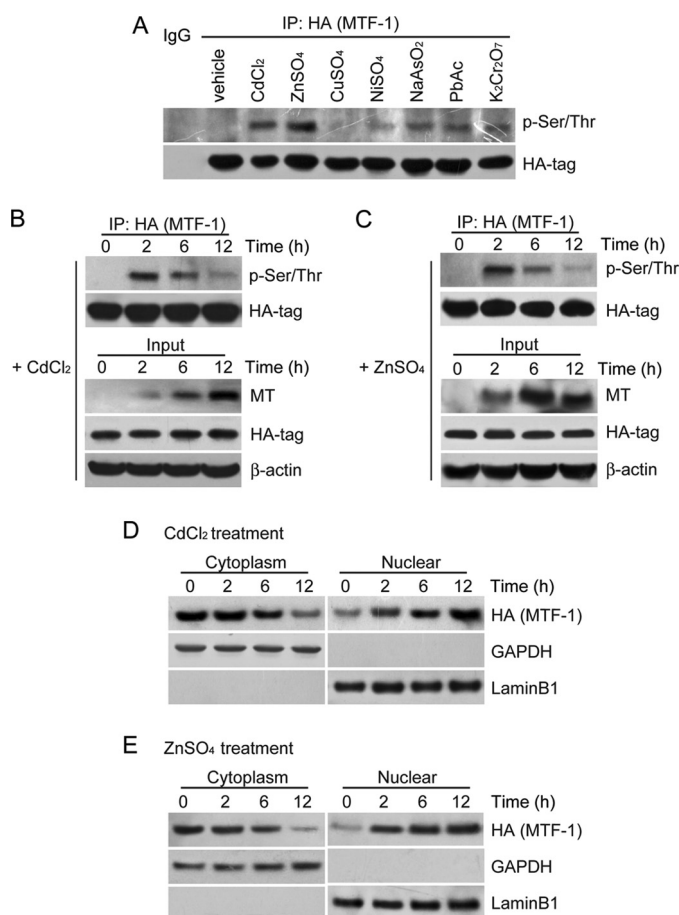 A
IP: HA (MTF-1)
IgG
vehicle
CdCl₂
ZnSO₄
CuSO₄
NiSO₄
NaAsO₂
PbAc
K₂Cr₂O₇
p-Ser/Thr
HA-tag
B
IP: HA (MTF-1)
0 2 6 12 Time (h)
p-Ser/Thr
HA-tag
+ CdCl₂
Input
0 2 6 12 Time (h)
MT
HA-tag
β-actin
C
IP: HA (MTF-1)
0 2 6 12 Time (h)
p-Ser/Thr
HA-tag
+ ZnSO₄
Input
0 2 6 12 Time (h)
MT
HA-tag
β-actin
D CdCl₂ treatment
Cytoplasm Nuclear
0 2 6 12 0 2 6 12 Time (h)
HA (MTF-1)
GAPDH
LaminB1
E ZnSO₄ treatment
Cytoplasm Nuclear
0 2 6 12 0 2 6 12 Time (h)
HA (MTF-1)
GAPDH
LaminB1